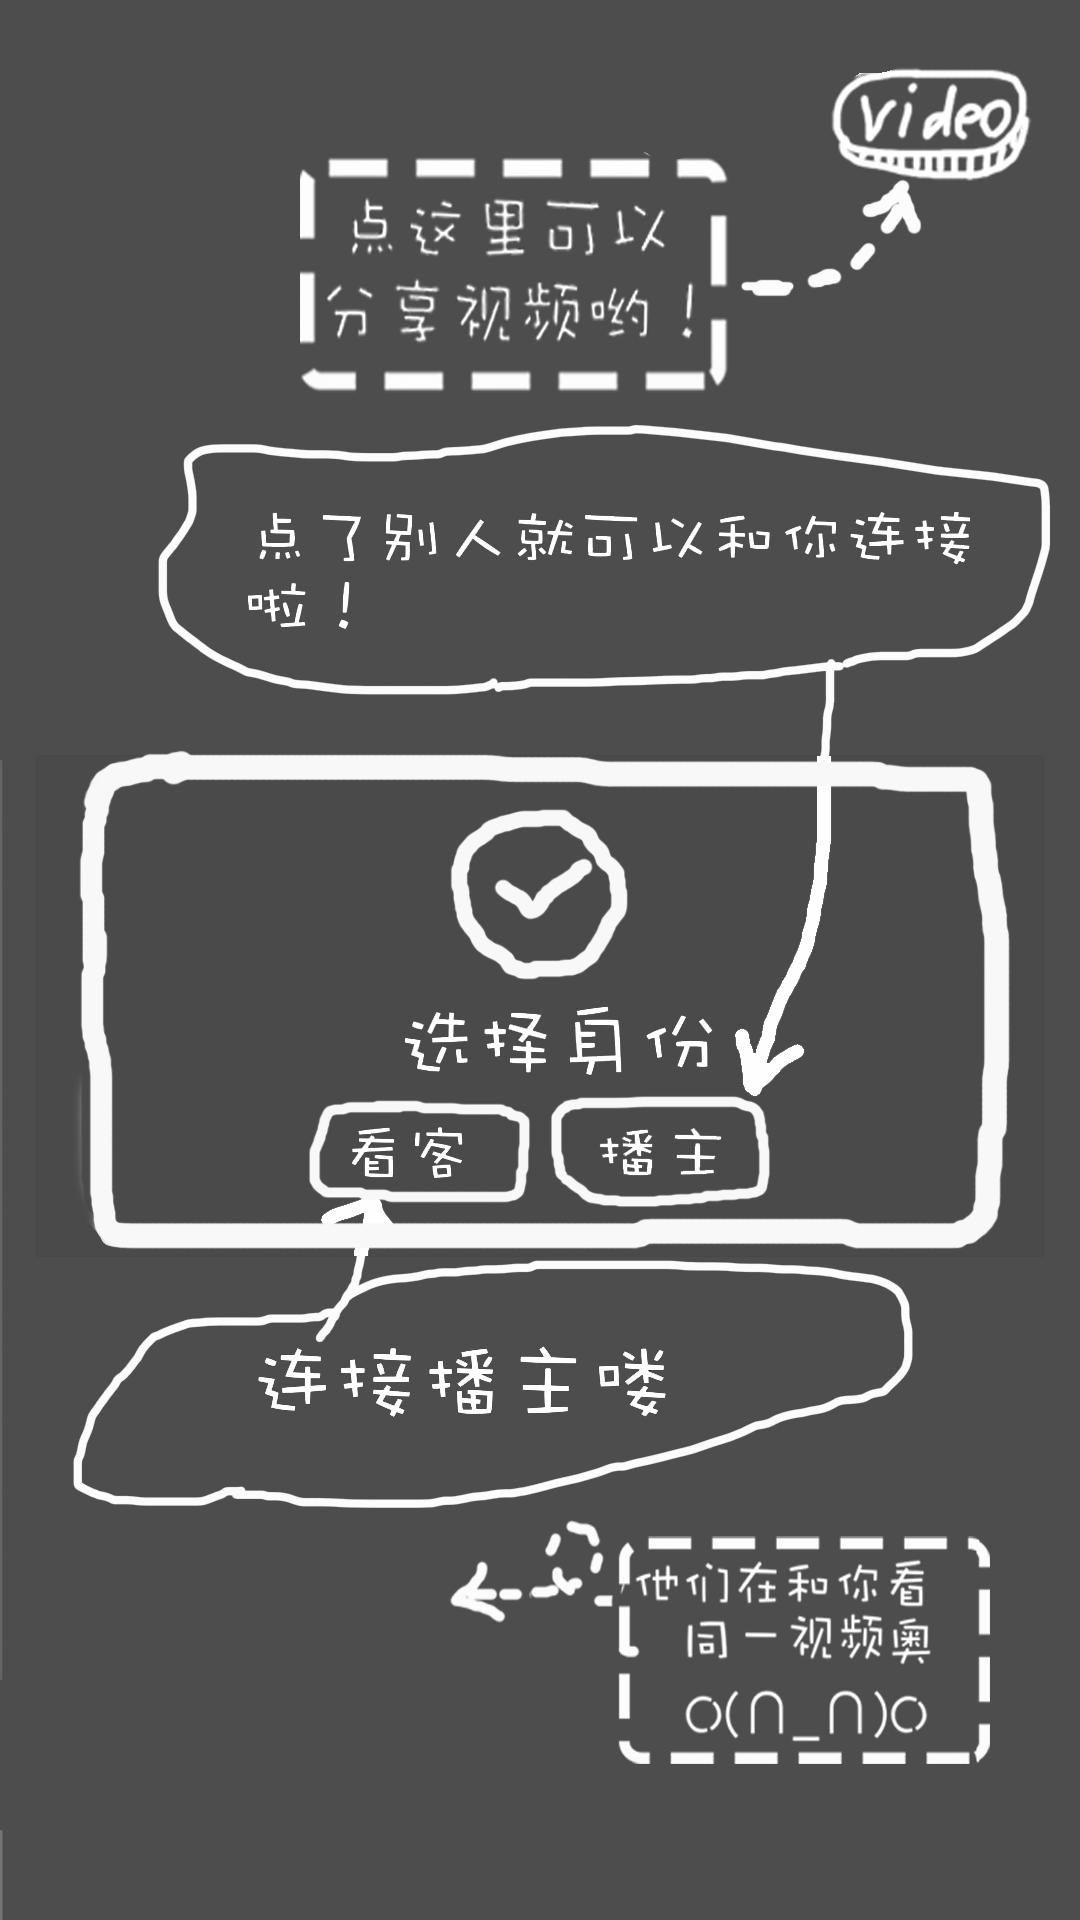 video
点这里可以
分享视频哟！
点了别人就可以和你连接
啦！
选择身份
看客
播主
连接播主喽
他们在和你看
同一视频奥
o(∩_∩)o